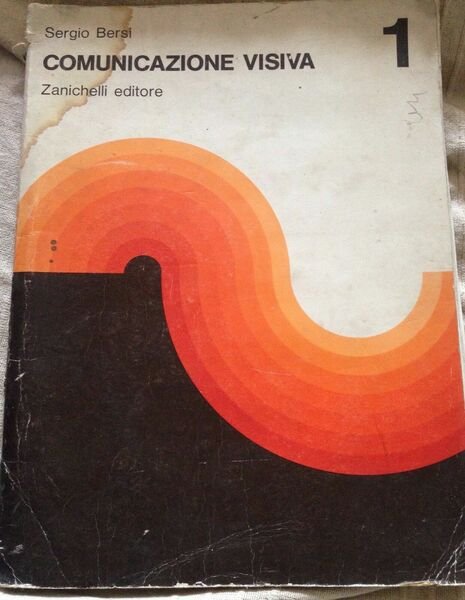 Sergio Bersi
COMUNICAZIONE VISIVA
1
Zanichelli editore